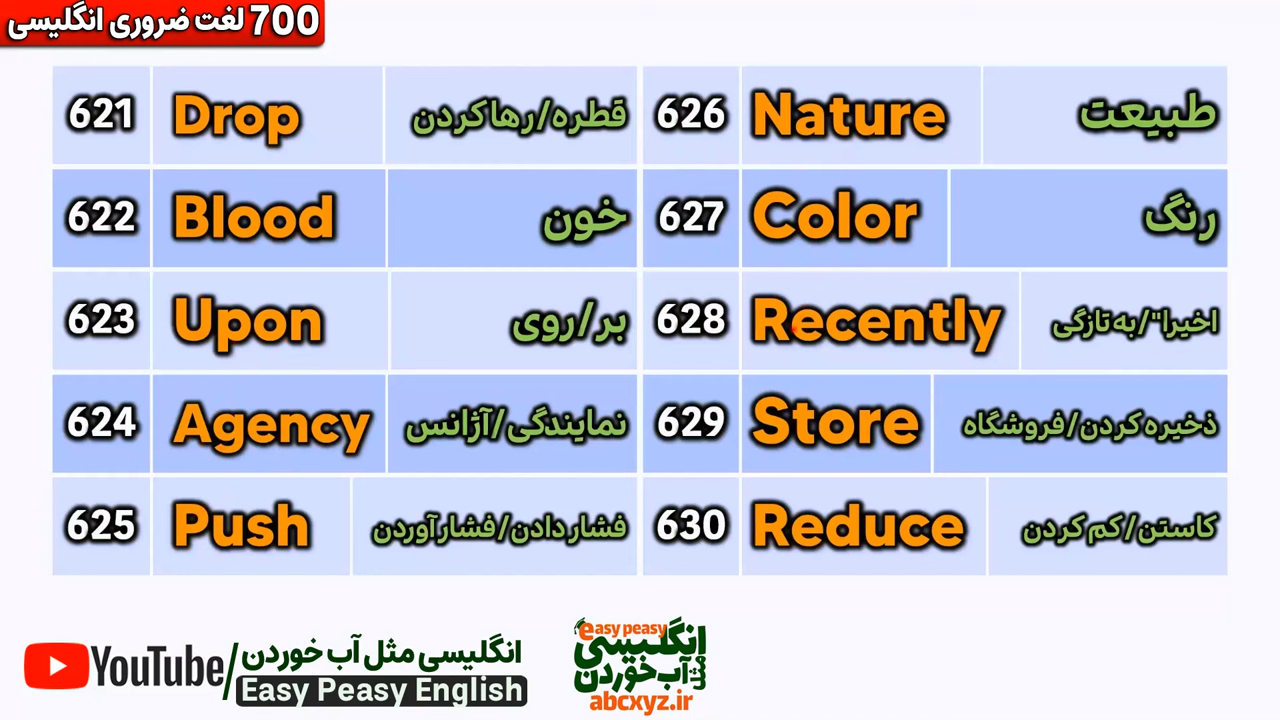 700 لغت ضروری انگلیسی
621 Drop قطره/رها کردن
622 Blood خون
623 Upon بر/روی
624 Agency نمایندگی/آژانس
625 Push فشار دادن/فشار آوردن
626 Nature طبیعت
627 Color رنگ
628 Recently اخیرا"/به تازگی
629 Store ذخیره کردن/فروشگاه
630 Reduce کاستن/کم کردن
YouTube/انگلیسی مثل آب خوردن
Easy Peasy English
easy peasy
انگلیسی
مثل آب خوردن
abcxyz.ir